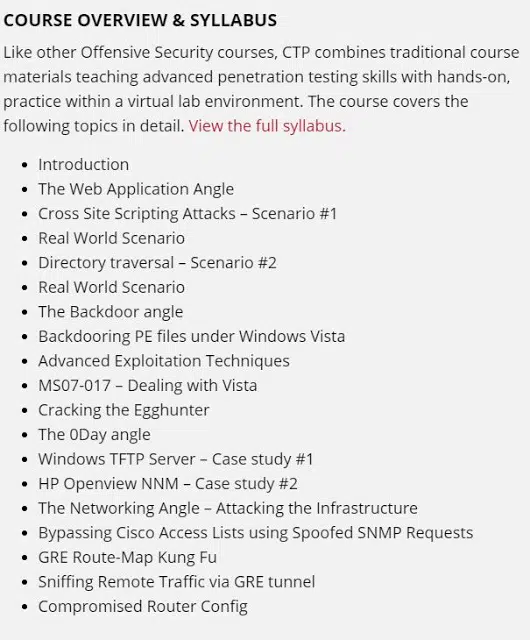 COURSE OVERVIEW & SYLLABUS
Like other Offensive Security courses, CTP combines traditional course
materials teaching advanced penetration testing skills with hands-on,
practice within a virtual lab environment. The course covers the
following topics in detail. View the full syllabus.
• Introduction
• The Web Application Angle
• Cross Site Scripting Attacks – Scenario #1
• Real World Scenario
• Directory traversal – Scenario #2
• Real World Scenario
• The Backdoor angle
• Backdooring PE files under Windows Vista
• Advanced Exploitation Techniques
• MS07-017 – Dealing with Vista
• Cracking the Egghunter
• The 0Day angle
• Windows TFTP Server – Case study #1
• HP Openview NNM – Case study #2
• The Networking Angle – Attacking the Infrastructure
• Bypassing Cisco Access Lists using Spoofed SNMP Requests
• GRE Route-Map Kung Fu
• Sniffing Remote Traffic via GRE tunnel
• Compromised Router Config